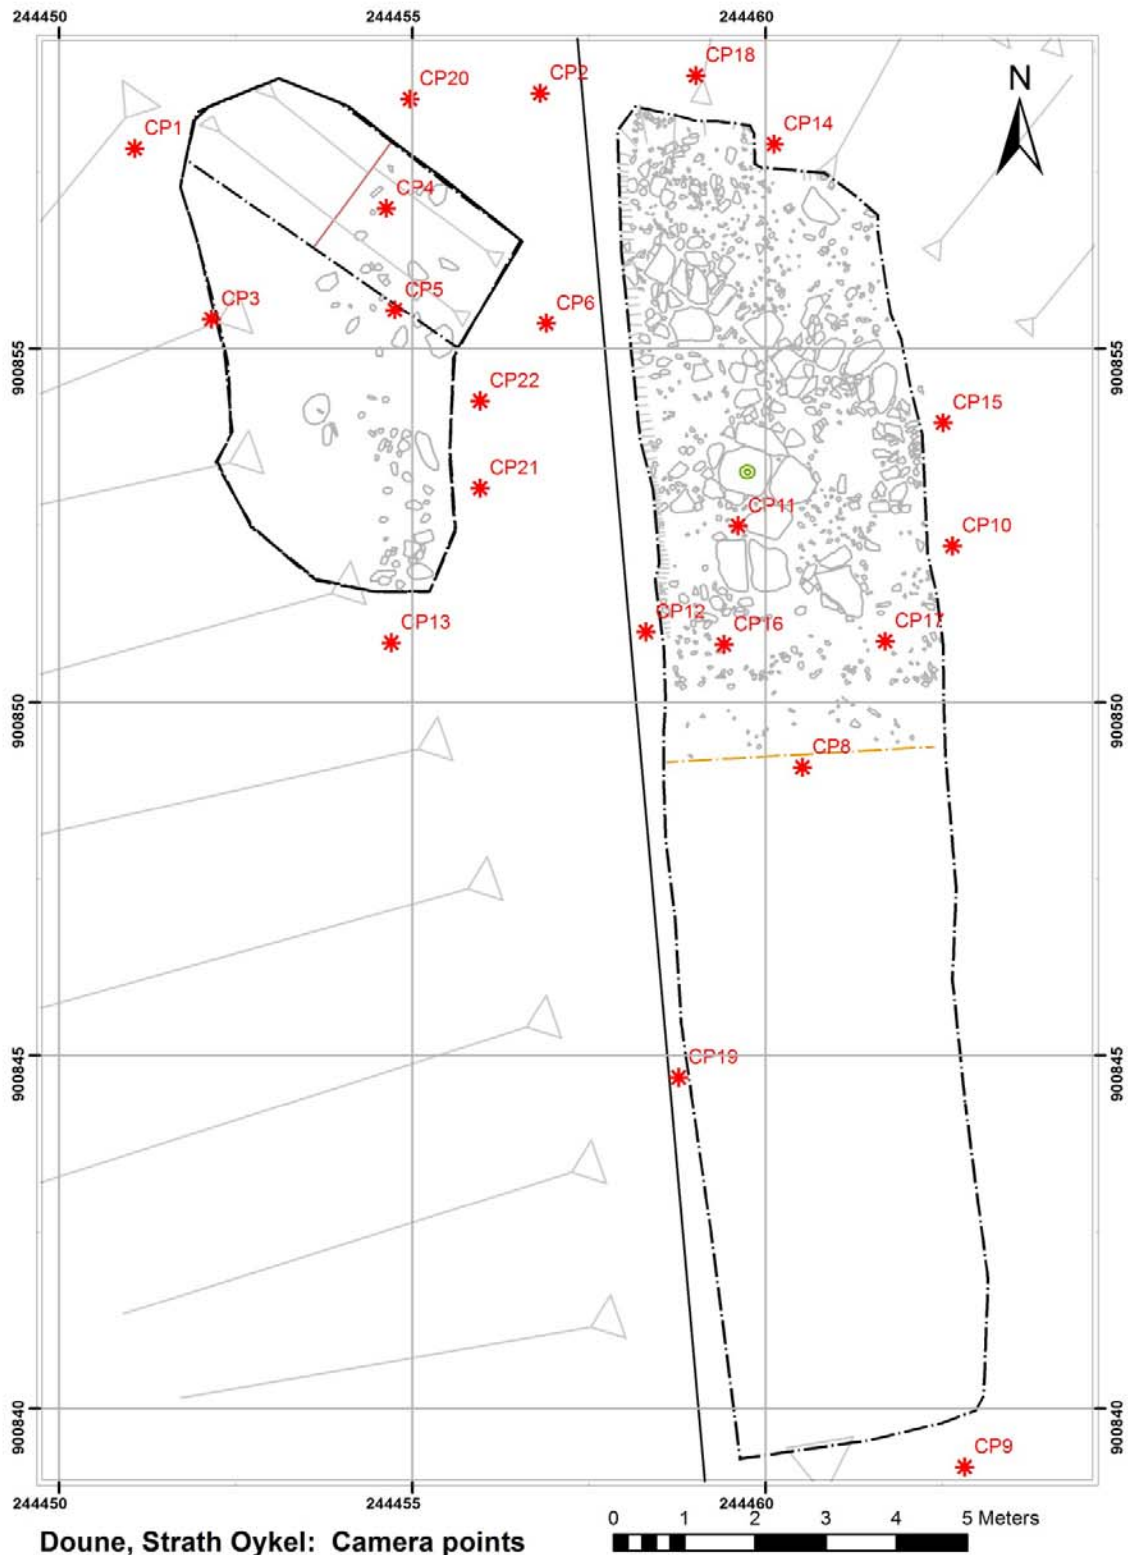 244450 244455 244460
CP18
CP20 CP2
N
CP14
CP1
CP4
CP3 CP5 CP6
900855 900855
CP22 CP15
CP21
CP11
CP10
CP12
CP13 CP16 CP17
900850 900850
CP8
900845 900845
CP19
900840 900840
CP9
244450 244455 244460
0 1 2 3 4 5 Meters
Doune, Strath Oykel: Camera points